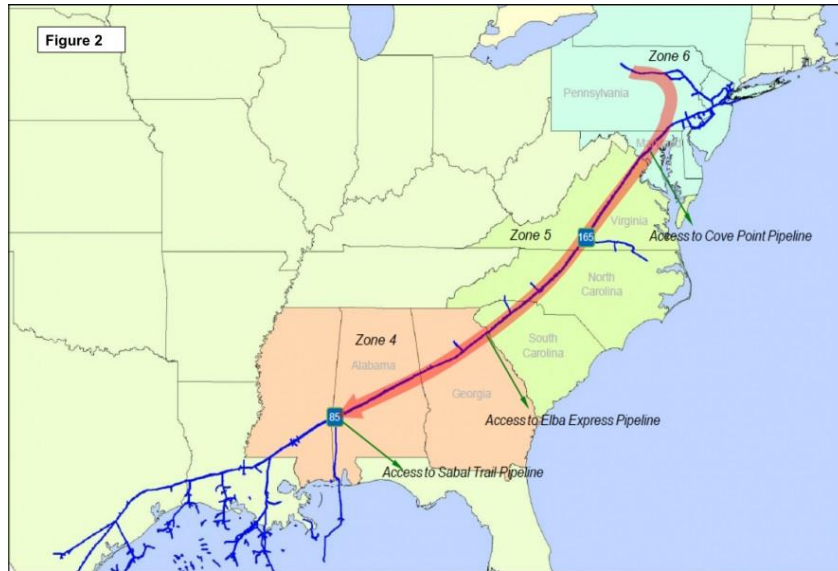 Figure 2
Zone 6
Pennsylvania
Virginia
Zone 5
165
Access to Cove Point Pipeline
North
Carolina
South
Carolina
Zone 4
Alabama
Georgia
85
Access to Elba Express Pipeline
Access to Sabal Trail Pipeline